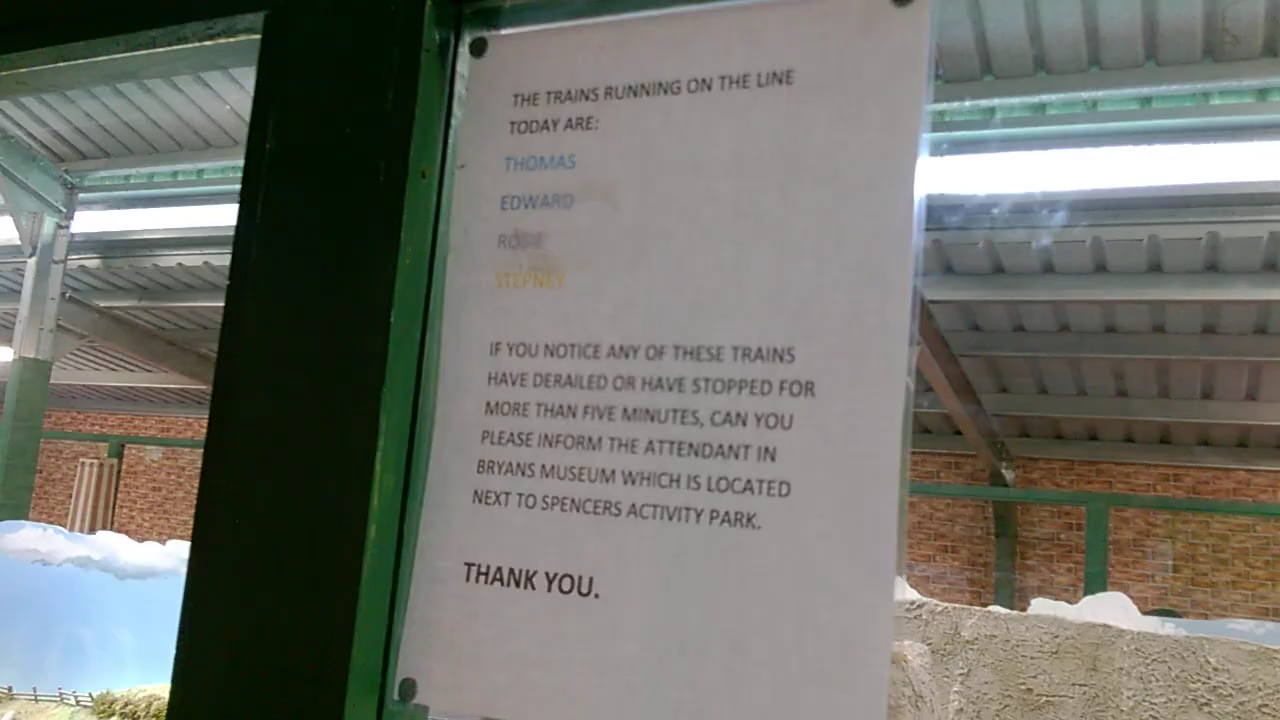 THE TRAINS RUNNING ON THE LINE
TODAY ARE:
THOMAS
EDWARD
ROSIE
STEPNEY
IF YOU NOTICE ANY OF THESE TRAINS
HAVE DERAILED OR HAVE STOPPED FOR
MORE THAN FIVE MINUTES, CAN YOU
PLEASE INFORM THE ATTENDANT IN
BRYANS MUSEUM WHICH IS LOCATED
NEXT TO SPENCERS ACTIVITY PARK.
THANK YOU.